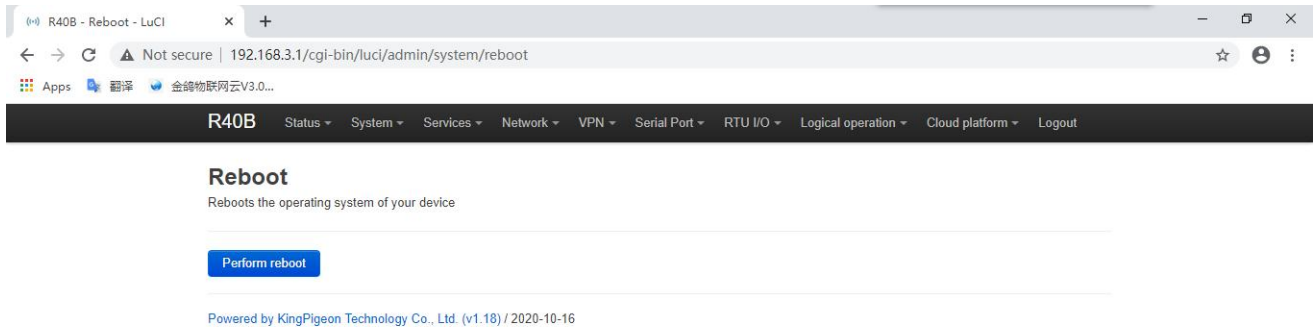 R40B - Reboot - LuCI
Not secure | 192.168.3.1/cgi-bin/luci/admin/system/reboot
Apps 翻译 金鸽物联网云V3.0...
R40B Status System Services Network VPN Serial Port RTU I/O Logical operation Cloud platform Logout
Reboot
Reboots the operating system of your device
Perform reboot
Powered by KingPigeon Technology Co., Ltd. (v1.18) / 2020-10-16